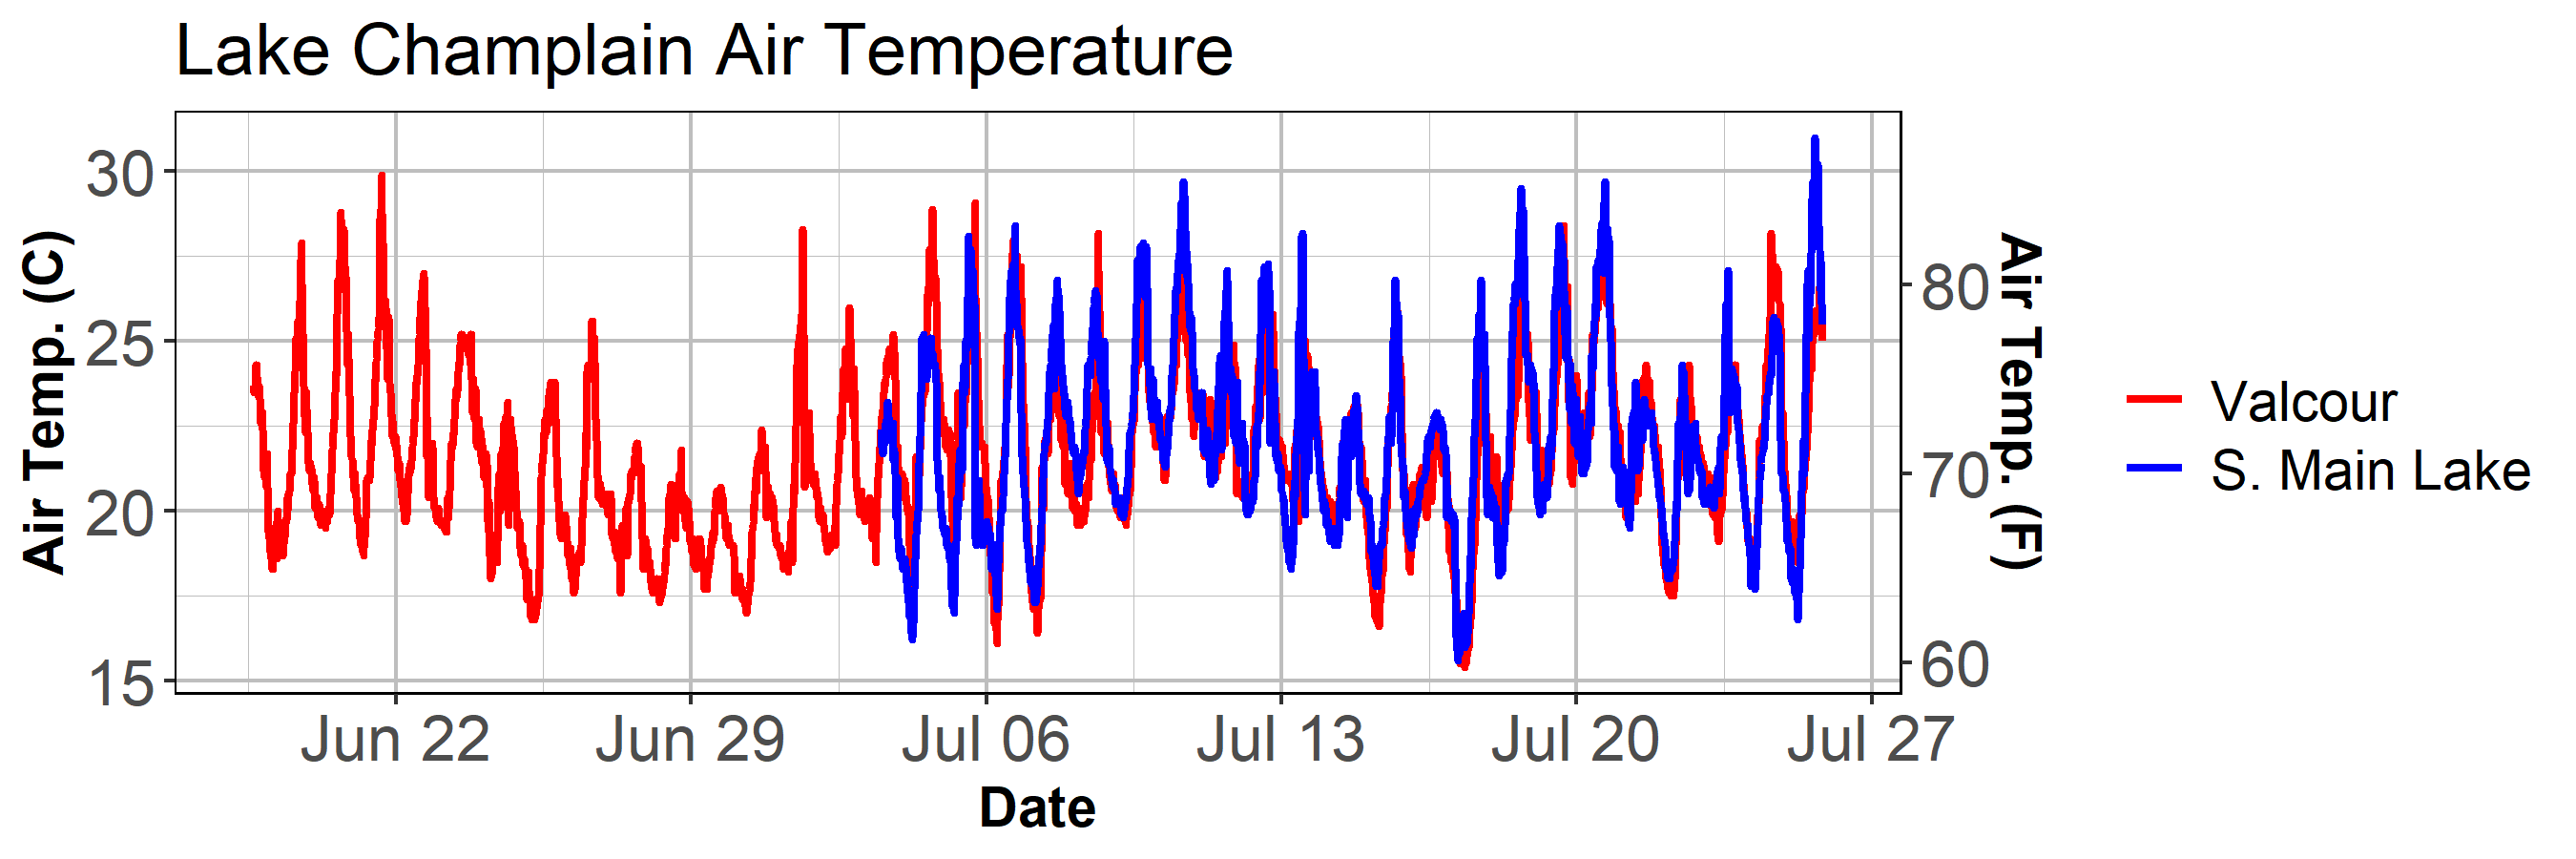 Lake Champlain Air Temperature
Air Temp. (C)
30
25
20
15
Air Temp. (F)
80
70
60
Jun 22
Jun 29
Jul 06
Jul 13
Jul 20
Jul 27
Date
Valcour
S. Main Lake